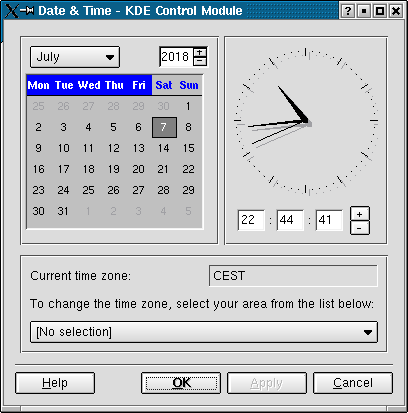 Date & Time - KDE Control Module
July 2018
Mon Tue Wed Thu Fri Sat Sun
25 26 27 28 29 30 1
2 3 4 5 6 7 8
9 10 11 12 13 14 15
16 17 18 19 20 21 22
23 24 25 26 27 28 29
30 31 1 2 3 4 5
22 : 44 : 41
Current time zone: CEST
To change the time zone, select your area from the list below:
[No selection]
Help OK Apply Cancel